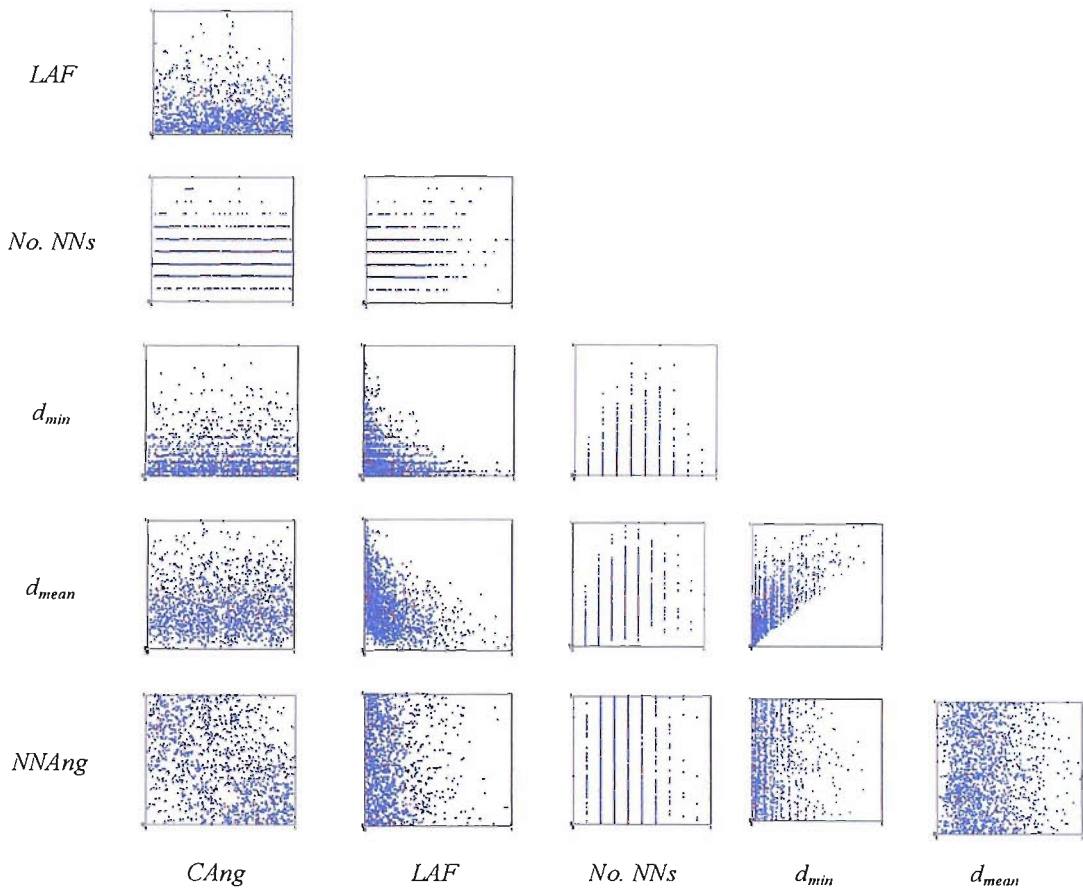 LAF
No. NNs
d_min
d_mean
NNAng
CAng LAF No. NNs d_min d_mean